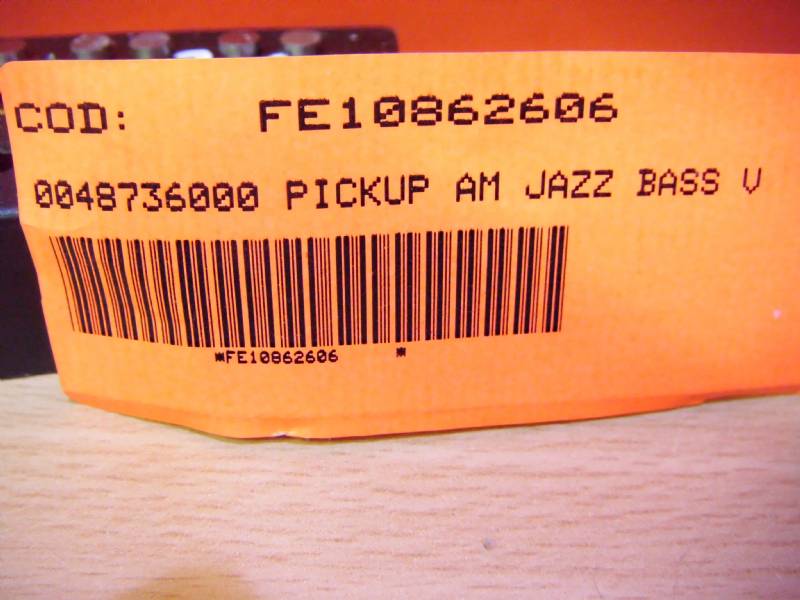 COD: FE10862606
0048736000 PICKUP AM JAZZ BASS V
*FE10862606 *